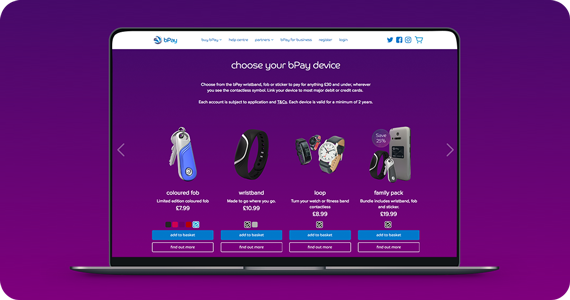 bPay
buy bPay
help centre
partners
bPay for business
register
login
choose your bPay device
Choose from the bPay wristband, fob or sticker to pay for anything £30 and under, wherever
you see the contactless symbol. Link your device to most major debit or credit cards.
Each account is subject to application and T&Cs. Each device is valid for a minimum of 2 years.
Save
25%
coloured fob
Limited edition coloured fob
£7.99
add to basket
find out more
wristband
Made to go where you go.
£10.99
add to basket
find out more
loop
Turn your watch or fitness band
contactless
£8.99
add to basket
find out more
family pack
Bundle includes wristband, fob
and sticker.
£19.99
add to basket
find out more